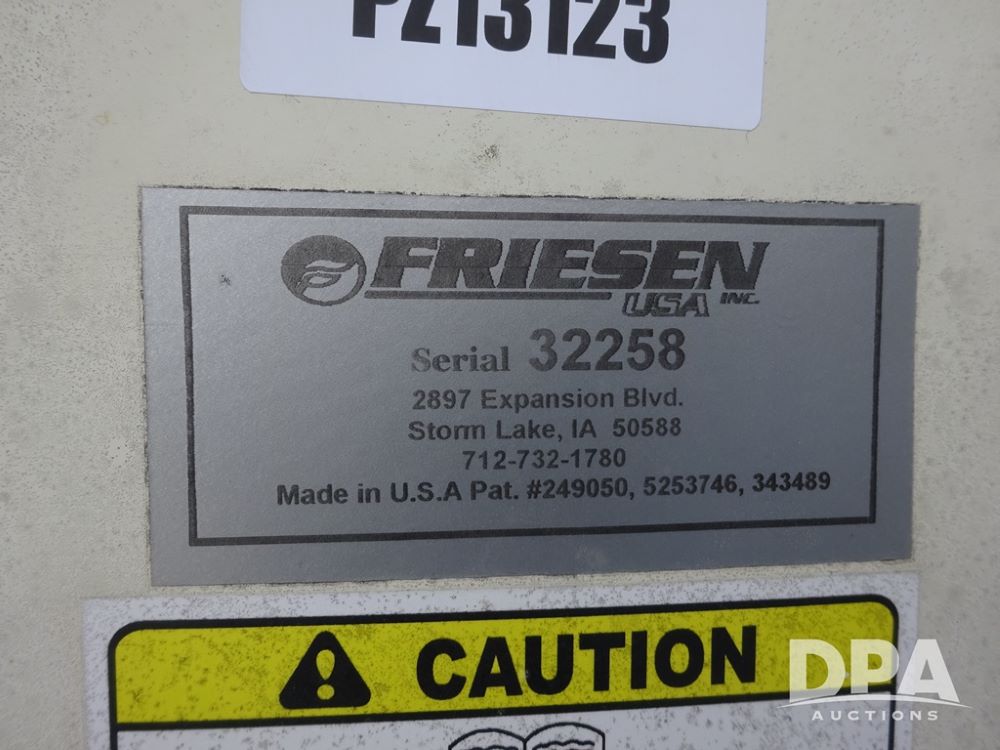 PZ13123
FRIESEN
USA INC.
Serial 32258
2897 Expansion Blvd.
Storm Lake, IA 50588
712-732-1780
Made in U.S.A Pat. #249050, 5253746, 343489
CAUTION
DPA
AUCTIONS